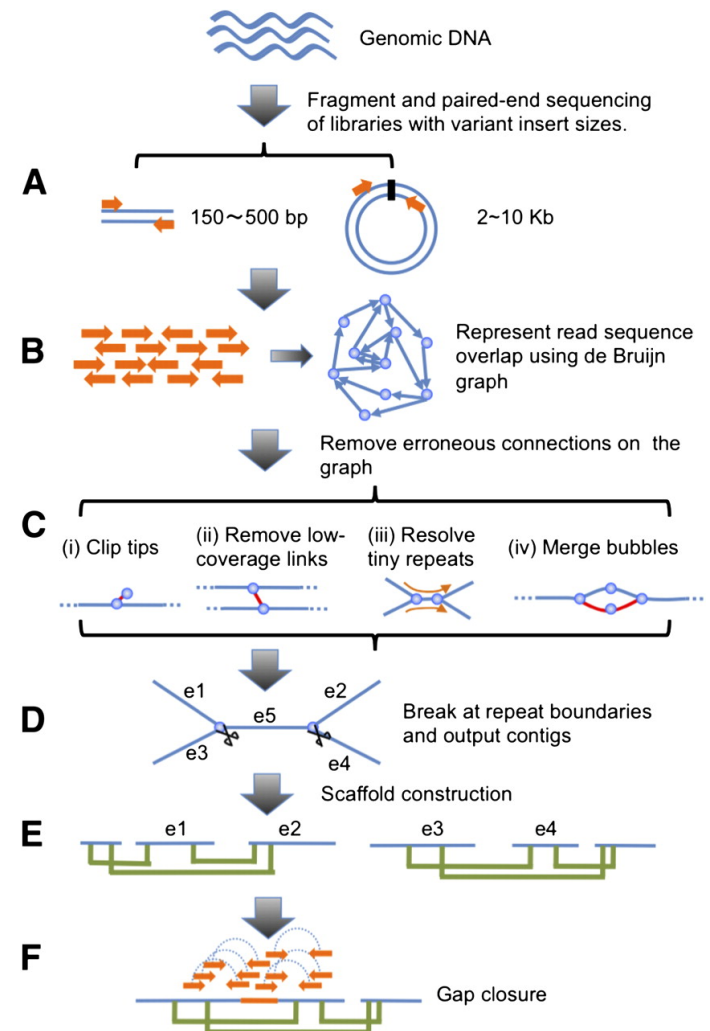 Genomic DNA
Fragment and paired-end sequencing
of libraries with variant insert sizes.
A
150~500 bp
2~10 Kb
B
Represent read sequence
overlap using de Bruijn
graph
Remove erroneous connections on the
graph
C
(i) Clip tips
(ii) Remove low-
coverage links
(iii) Resolve
tiny repeats
(iv) Merge bubbles
D
e1
e2
e5
e3
e4
Break at repeat boundaries
and output contigs
Scaffold construction
E
e1
e2
e3
e4
F
Gap closure